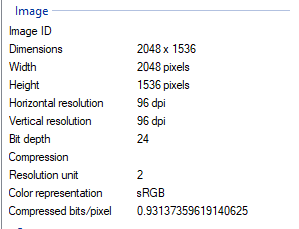 Image
Image ID
Dimensions 2048 x 1536
Width 2048 pixels
Height 1536 pixels
Horizontal resolution 96 dpi
Vertical resolution 96 dpi
Bit depth 24
Compression
Resolution unit 2
Color representation sRGB
Compressed bits/pixel 0.93137359619140625